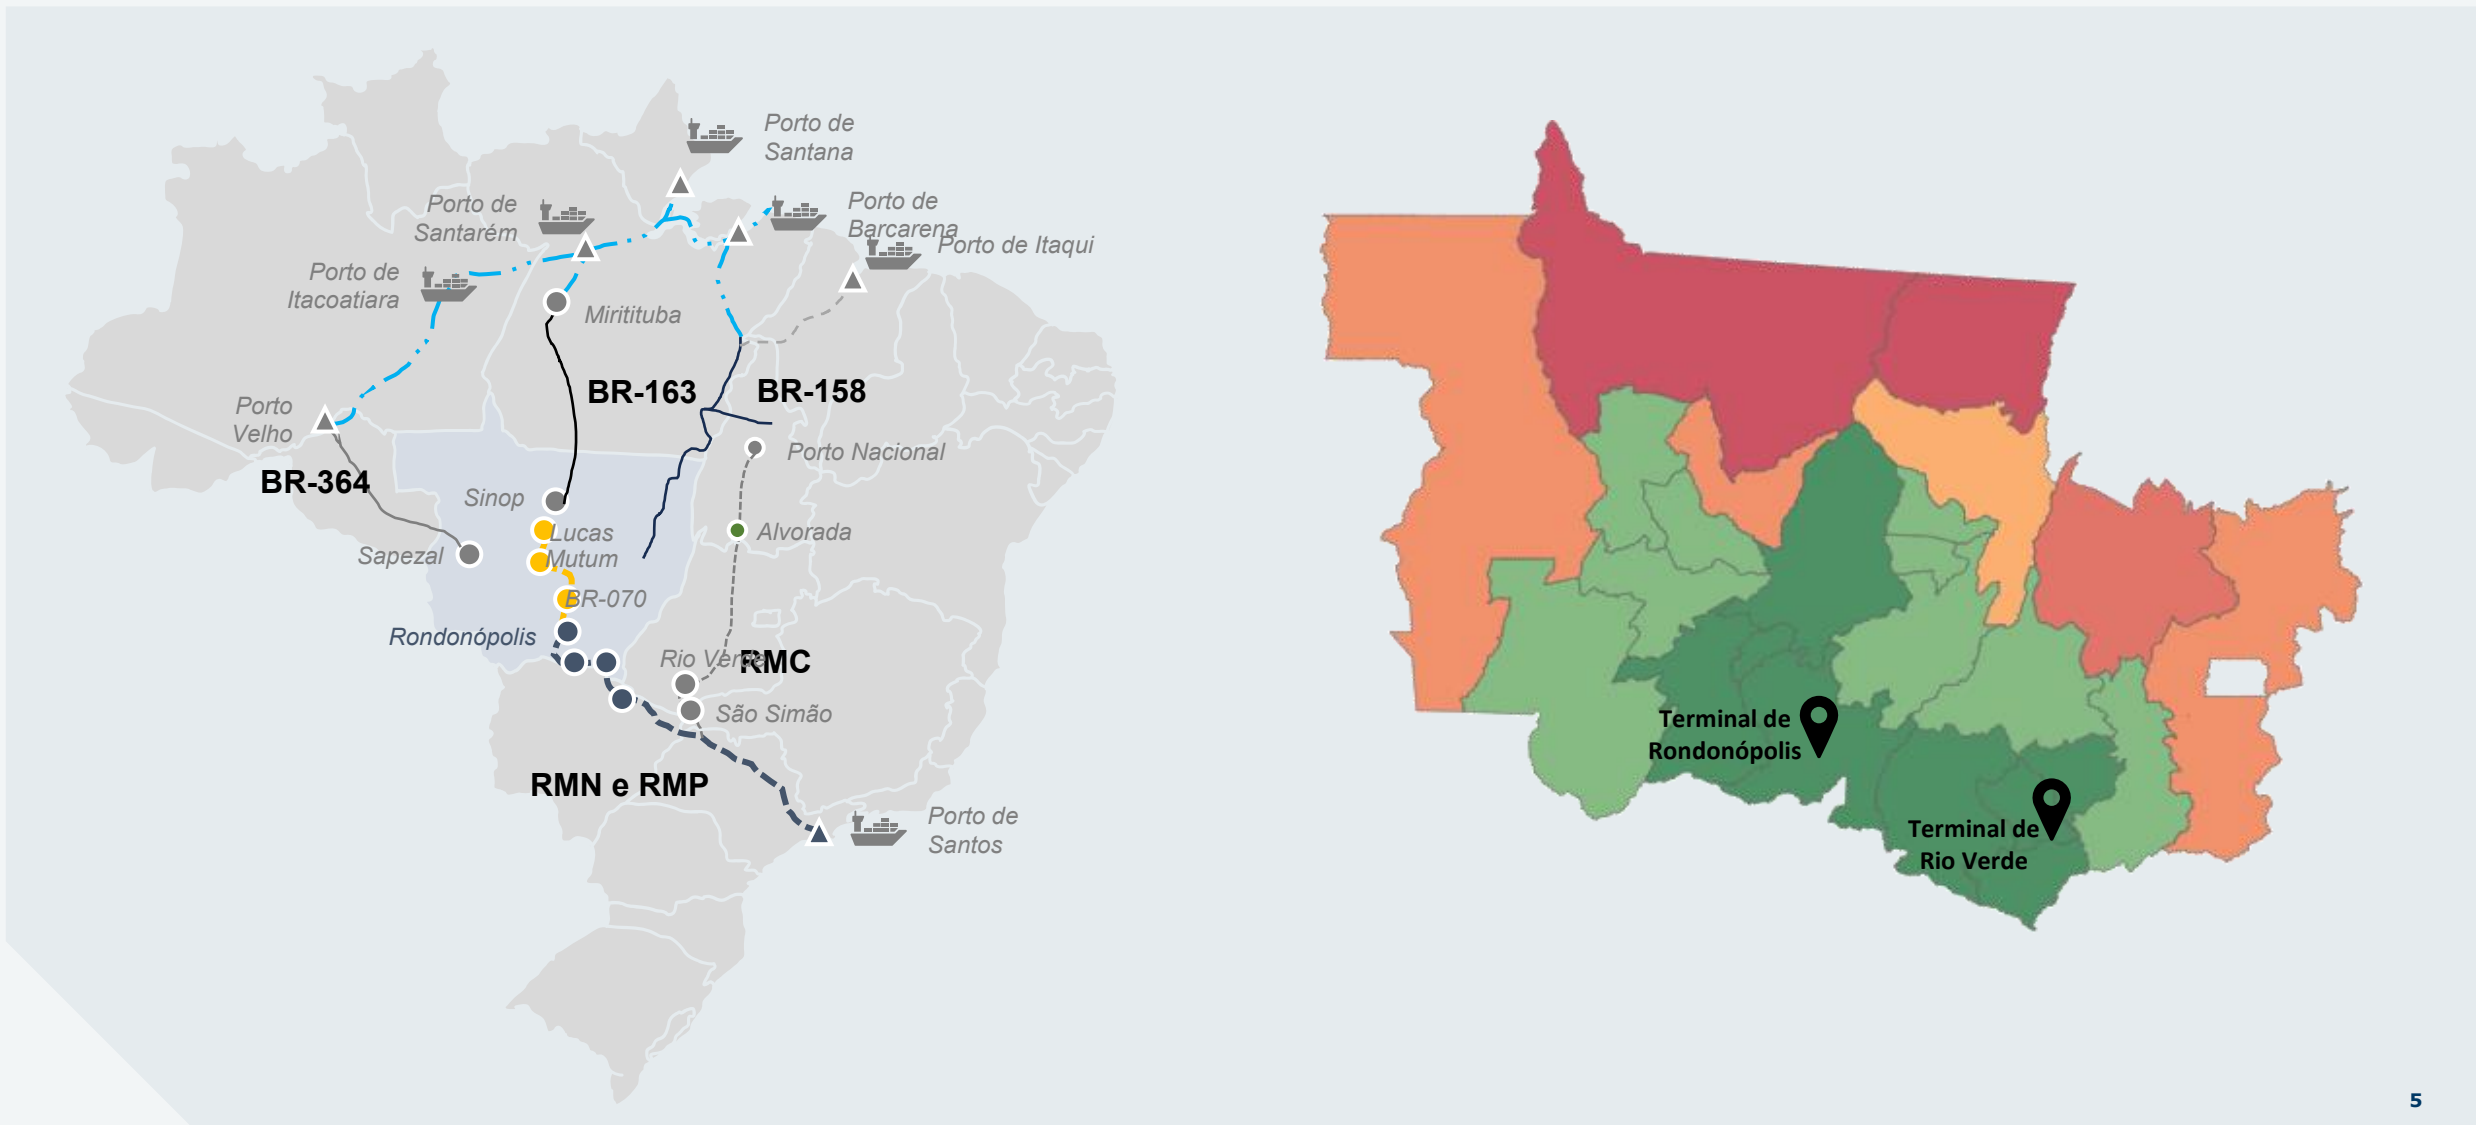 Porto de
Santana
Porto de
Santarém
Porto de
Barcarena
Porto de Itaqui
Porto de
Itacoatiara
Miritituba
BR-163
BR-158
Porto
Velho
Porto Nacional
BR-364
Sinop
Lucas
Alvorada
Sapezal
Mutum
BR-070
Rondonópolis
Rio Verde
RMC
São Simão
RMN e RMP
Porto de
Santos
Terminal de
Rondonópolis
Terminal de
Rio Verde
5